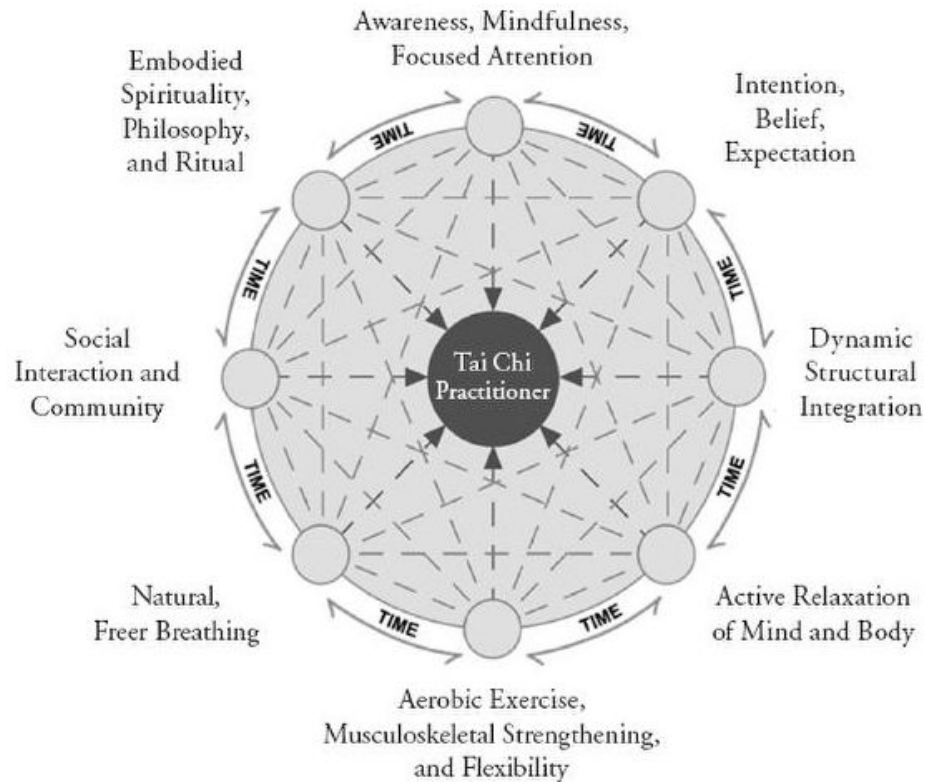 Awareness, Mindfulness,
Focused Attention
Embodied
Spirituality,
Philosophy,
and Ritual
Intention,
Belief,
Expectation
TIME
TIME
TIME
TIME
Social
Interaction and
Community
Tai Chi
Practitioner
Dynamic
Structural
Integration
TIME
TIME
Natural,
Freer Breathing
Active Relaxation
of Mind and Body
TIME
TIME
Aerobic Exercise,
Musculoskeletal Strengthening,
and Flexibility